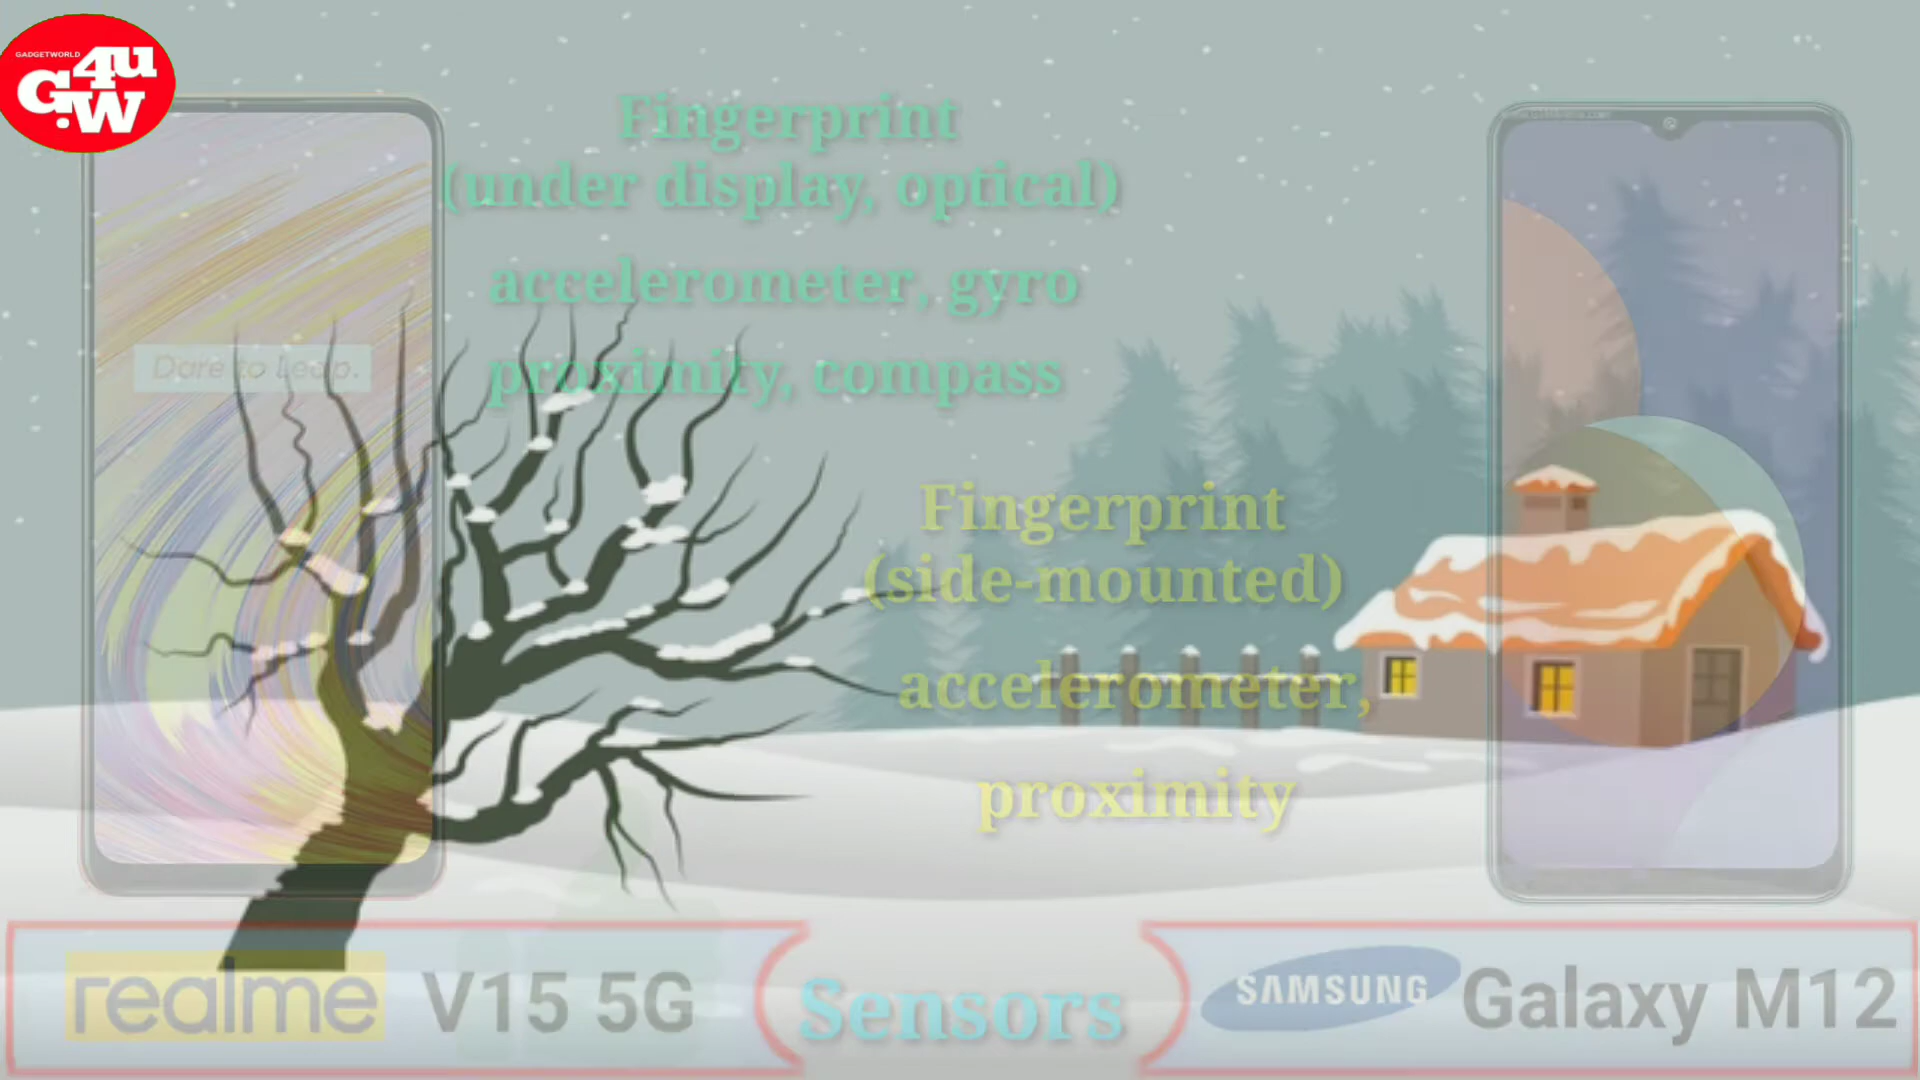 GADGETWORLD
4u
G.W
Fingerprint
(under display, optical)
accelerometer, gyro
proximity, compass
Dare to Leap.
Fingerprint
(side-mounted)
accelerometer,
proximity
realme V15 5G
Sensors
SAMSUNG Galaxy M12